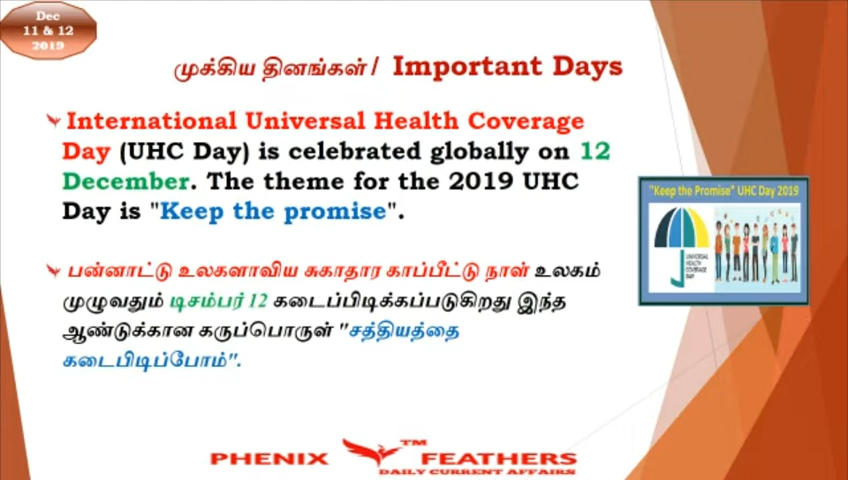 Dec
11 & 12
2019
முக்கிய தினங்கள் / Important Days
International Universal Health Coverage
Day (UHC Day) is celebrated globally on 12
December. The theme for the 2019 UHC
Day is "Keep the promise".
"Keep the Promise" UHC Day 2019
UNIVERSAL
HEALTH
COVERAGE
DAY
பன்னாட்டு உலகளாவிய சுகாதார காப்பீட்டு நாள் உலகம்
முழுவதும் டிசம்பர் 12 கடைப்பிடிக்கப்படுகிறது இந்த
ஆண்டுக்கான கருப்பொருள் "சத்தியத்தை
கடைபிடிப்போம்".
PHENIX FEATHERS TM
DAILY CURRENT AFFAIRS